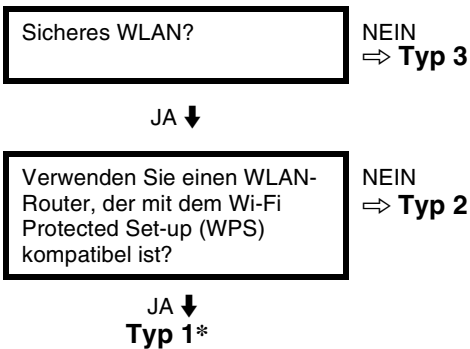 Sicheres WLAN?
NEIN
⇨ Typ 3
JA ⬇
Verwenden Sie einen WLAN-
Router, der mit dem Wi-Fi
Protected Set-up (WPS)
kompatibel ist?
NEIN
⇨ Typ 2
JA ⬇
Typ 1*